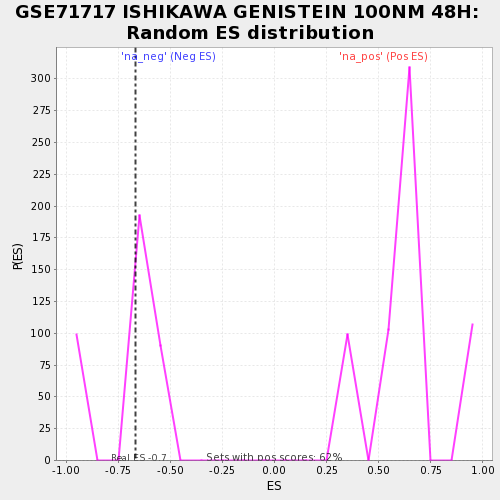 GSE71717 ISHIKAWA GENISTEIN 100NM 48H:
Random ES distribution
'na_neg' (Neg ES)
'na_pos' (Pos ES)
300
275
250
225
200
175
150
125
100
75
50
25
0
P(ES)
Real ES -0.7
Sets with pos scores: 62%
-1.00 -0.75 -0.50 -0.25 0.00 0.25 0.50 0.75 1.00
ES